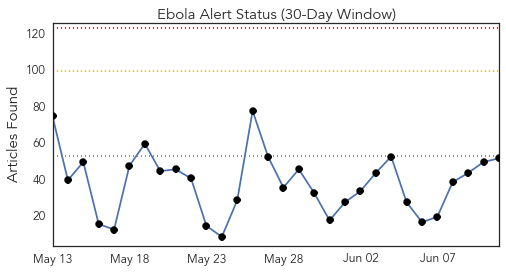 Ebola Alert Status (30-Day Window)
Articles Found
120
100
80
60
40
20
May 13 May 18 May 23 May 28 Jun 02 Jun 07